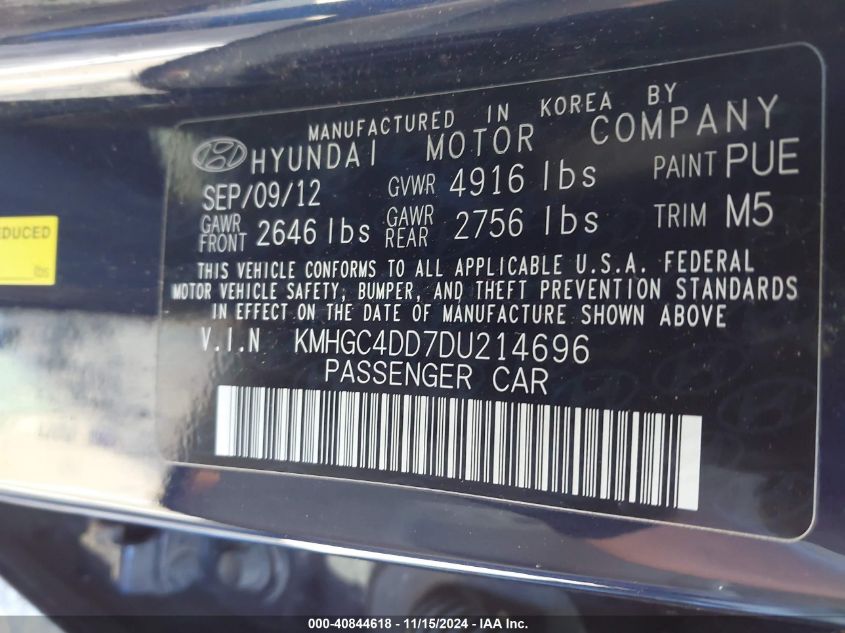 MANUFACTURED IN KOREA BY
HYUNDAI MOTOR COMPANY
SEP/09/12 GVWR 4916 lbs PAINT PUE
GAWR FRONT 2646 lbs GAWR REAR 2756 lbs TRIM M5
THIS VEHICLE CONFORMS TO ALL APPLICABLE U.S.A. FEDERAL
MOTOR VEHICLE SAFETY, BUMPER, AND THEFT PREVENTION STANDARDS
IN EFFECT ON THE DATE OF MANUFACTURE SHOWN ABOVE
V.I.N KMHGC4DD7DU214696
PASSENGER CAR
EDUCED
lbs
000-40844618 - 11/15/2024 - IAA Inc.